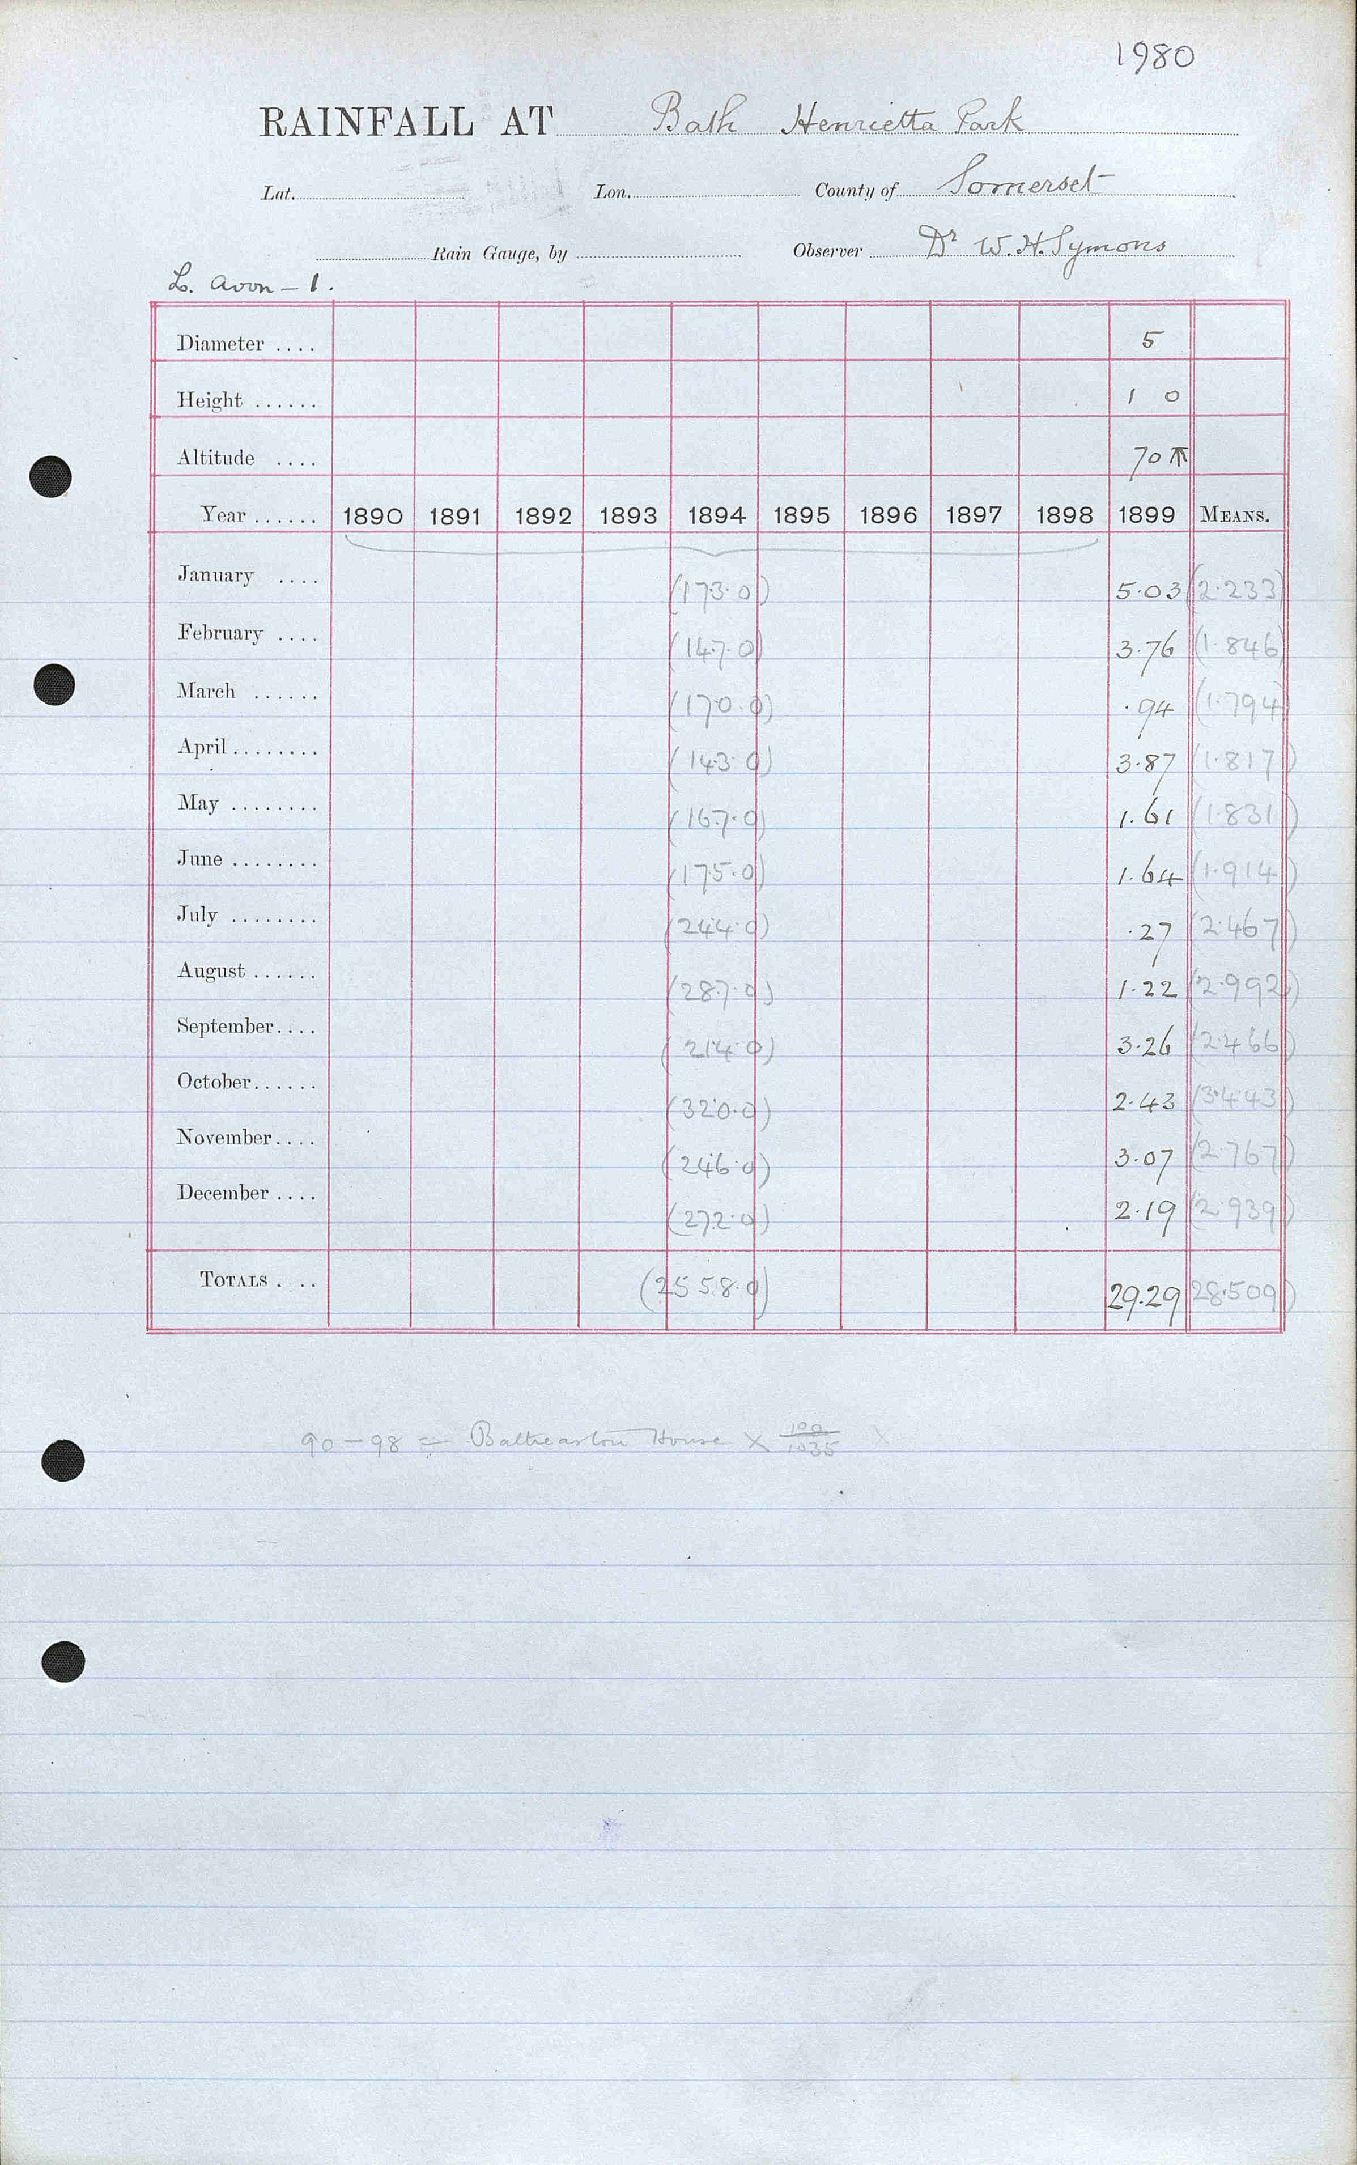 1980
RAINFALL AT Bath Henrietta Park
Lat. Lon. County of Somerset
Rain Gauge, by Observer Dr W. H. Symons
L. Avon - 1.
Diameter .... 5
Height ...... 1 0
Altitude .... 70
Year ...... 1890 1891 1892 1893 1894 1895 1896 1897 1898 1899 MEANS.
January .... (173.0) 5.03 (2.233)
February .... (147.0) 3.76 (1.846)
March ...... (170.0) .94 (1.794)
April ........ (143.0) 3.87 (1.817)
May ........ (167.0) 1.61 (1.831)
June ........ (175.0) 1.64 (1.914)
July ........ (244.0) .27 (2.467)
August ...... (287.0) 1.22 (2.992)
September.... (214.0) 3.26 (2.466)
October...... (320.0) 2.43 (3.443)
November.... (246.0) 3.07 (2.767)
December .... (272.0) 2.19 (2.939)
TOTALS . .. (2558.0) 29.29 (28.509)
90 - 98 = Batheaston House × 100/1035